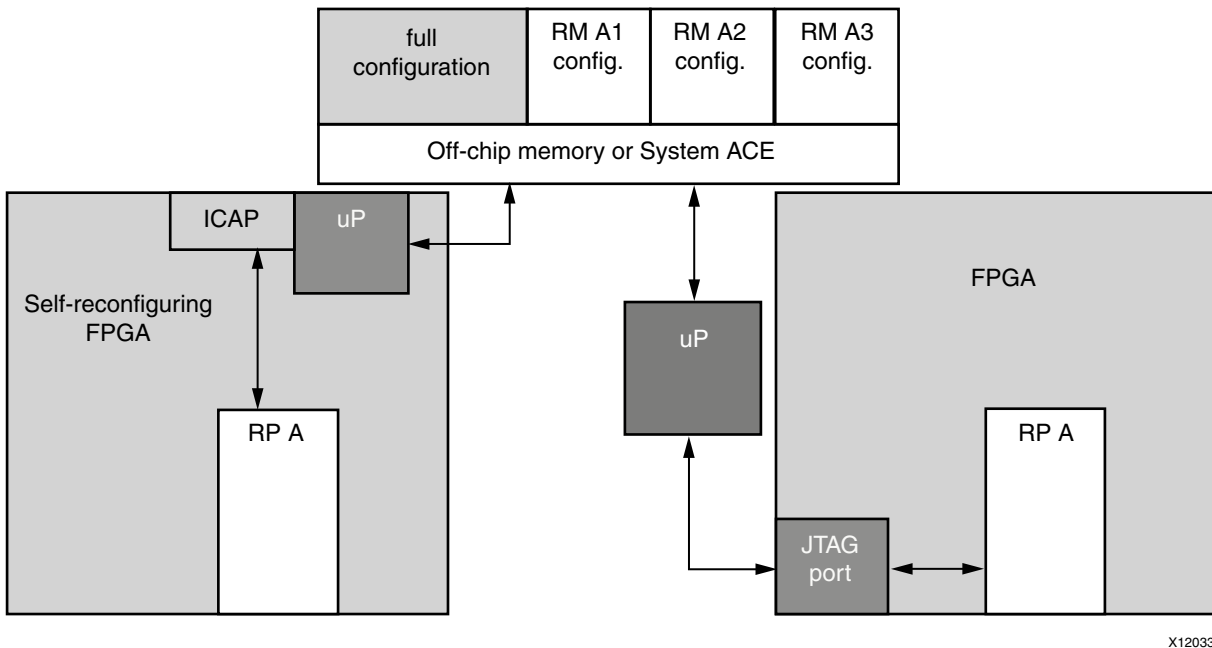 full
configuration
RM A1
config.
RM A2
config.
RM A3
config.
Off-chip memory or System ACE
ICAP
uP
Self-reconfiguring
FPGA
RP A
uP
FPGA
RP A
JTAG
port
X12033